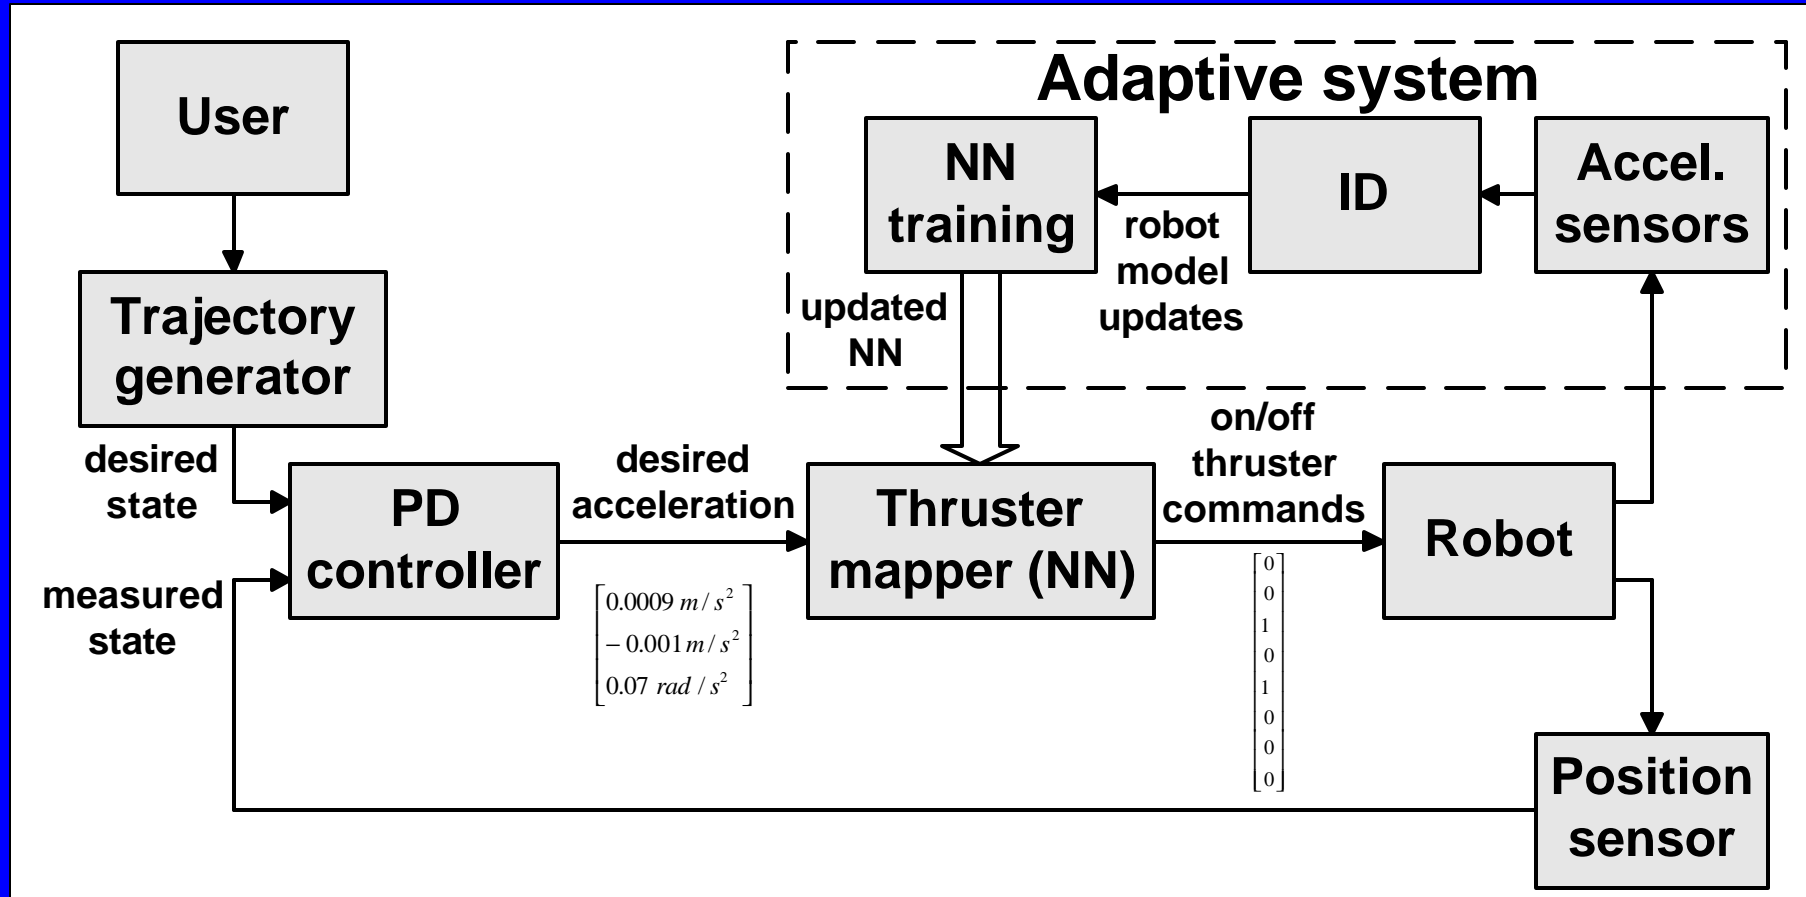 User
Trajectory
generator
desired
state
measured
state
PD
controller
desired
acceleration
[0.0009 m/s²
− 0.001 m/s²
0.07 rad/s²]
Adaptive system
NN
training
updated
NN
robot
model
updates
ID
Accel.
sensors
Thruster
mapper (NN)
on/off
thruster
commands
[0
0
1
0
1
0
0
0]
Robot
Position
sensor